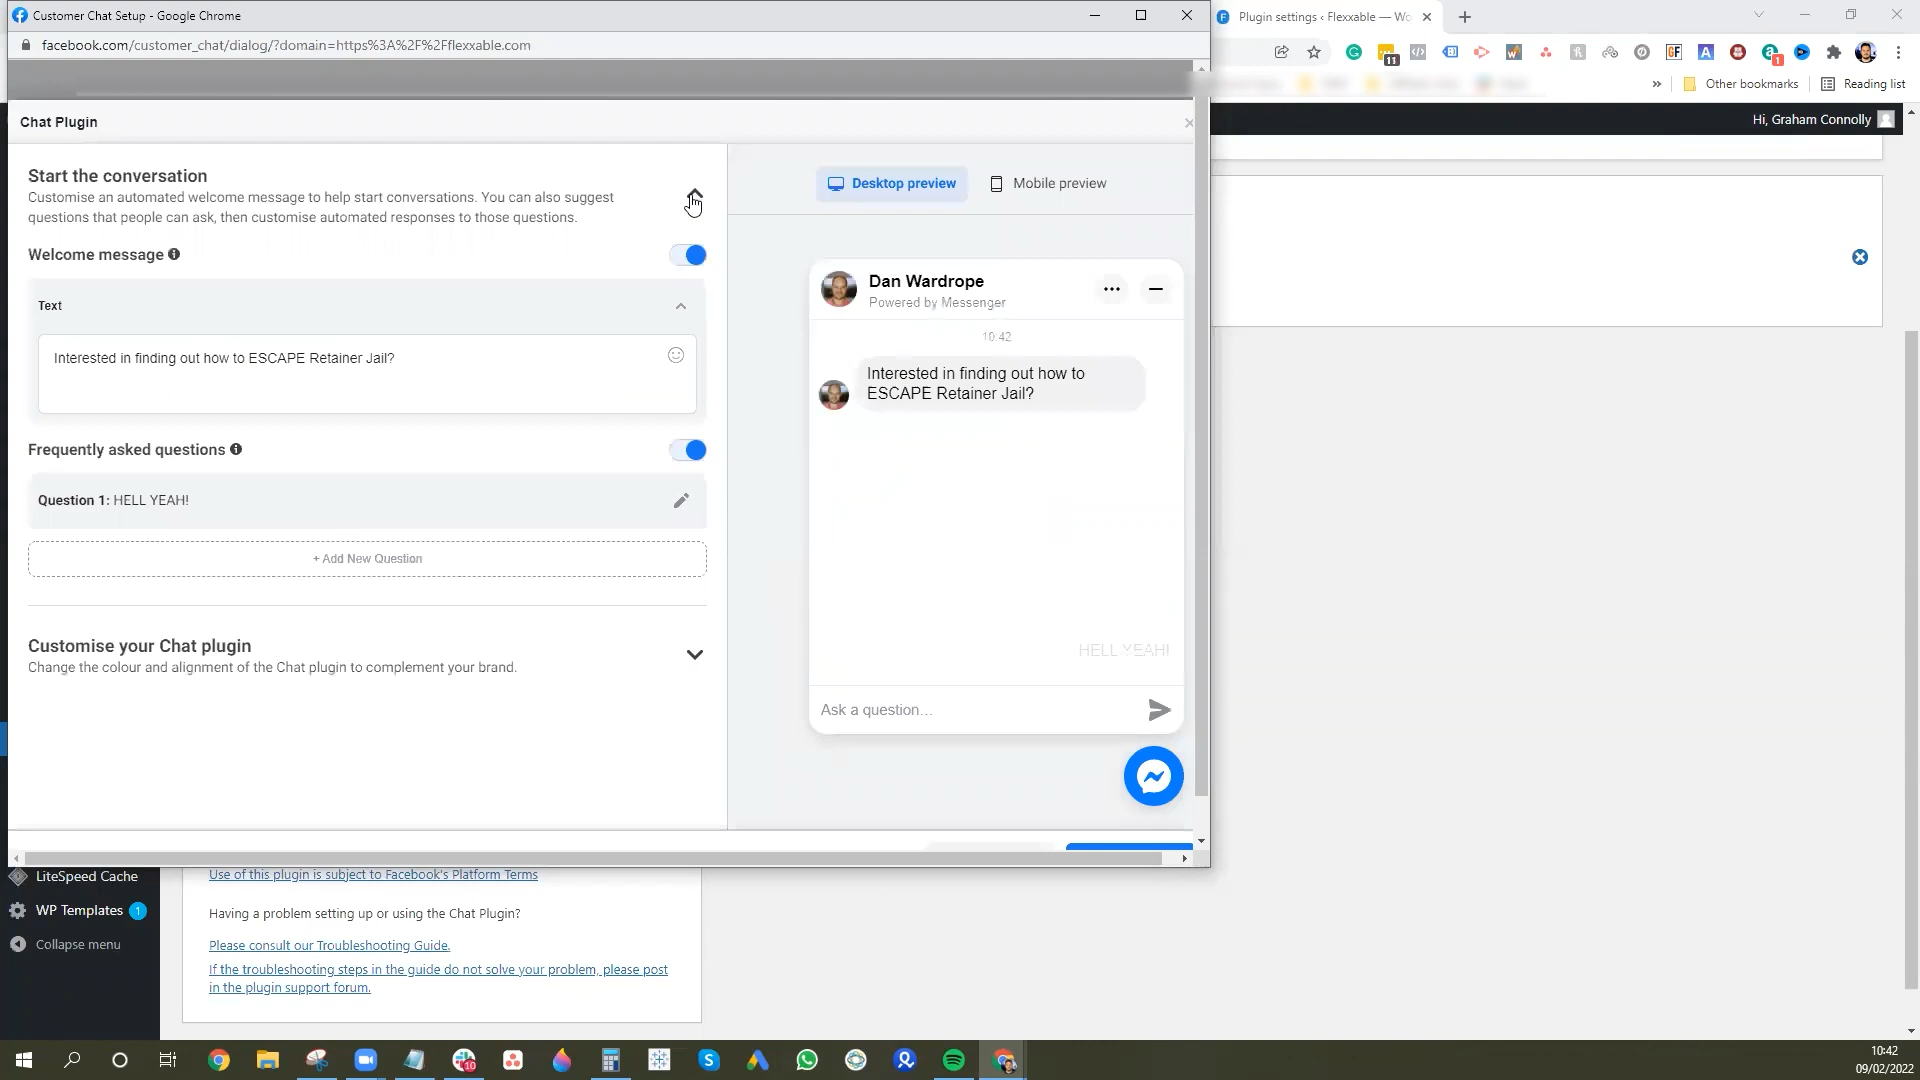 Customer Chat Setup - Google Chrome
facebook.com/customer_chat/dialog/?domain=https%3A%2F%2Fflexxable.com
Plugin settings ‹ Flexxable — Wo
11
1
Other bookmarks
Reading list
Hi, Graham Connolly
Chat Plugin
Start the conversation
Customise an automated welcome message to help start conversations. You can also suggest
questions that people can ask, then customise automated responses to those questions.
Welcome message
Text
Interested in finding out how to ESCAPE Retainer Jail?
Frequently asked questions
Question 1: HELL YEAH!
+ Add New Question
Customise your Chat plugin
Change the colour and alignment of the Chat plugin to complement your brand.
Desktop preview
Mobile preview
Dan Wardrope
Powered by Messenger
10:42
Interested in finding out how to
ESCAPE Retainer Jail?
HELL YEAH!
Ask a question...
LiteSpeed Cache
WP Templates 1
Collapse menu
Use of this plugin is subject to Facebook's Platform Terms
Having a problem setting up or using the Chat Plugin?
Please consult our Troubleshooting Guide.
If the troubleshooting steps in the guide do not solve your problem, please post
in the plugin support forum.
10
10:42
09/02/2022